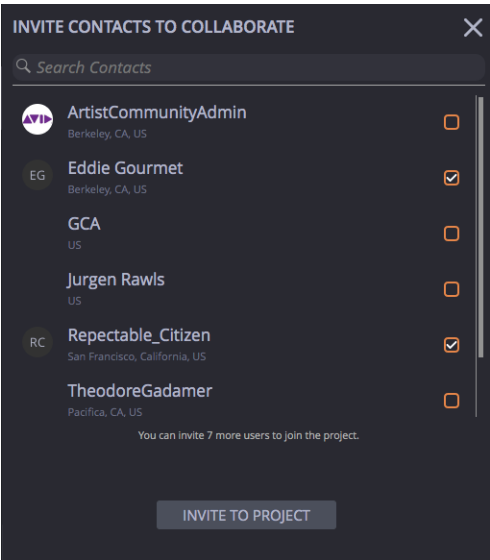 INVITE CONTACTS TO COLLABORATE
Search Contacts
AVID
ArtistCommunityAdmin
Berkeley, CA, US
EG
Eddie Gourmet
Berkeley, CA, US
GCA
US
Jurgen Rawls
US
RC
Repectable_Citizen
San Francisco, California, US
TheodoreGadamer
Pacifica, CA, US
You can invite 7 more users to join the project.
INVITE TO PROJECT